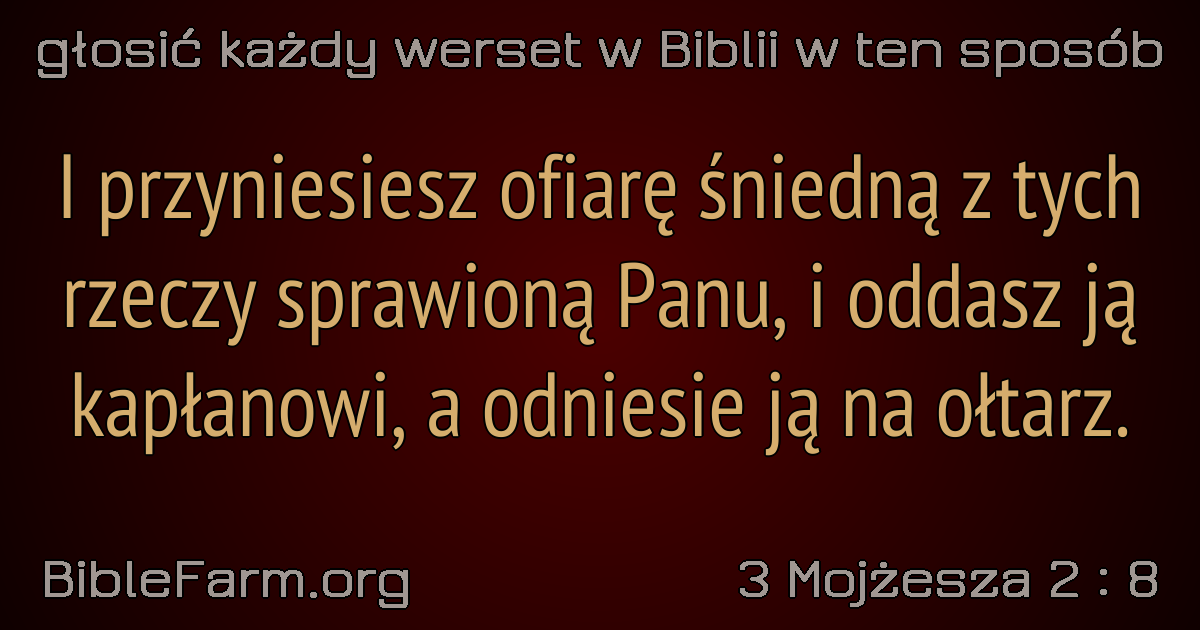 głosić każdy werset w Biblii w ten sposób
I przyniesiesz ofiarę śniedną z tych
rzeczy sprawioną Panu, i oddasz ją
kapłanowi, a odniesie ją na ołtarz.
BibleFarm.org
3 Mojżesza 2 : 8